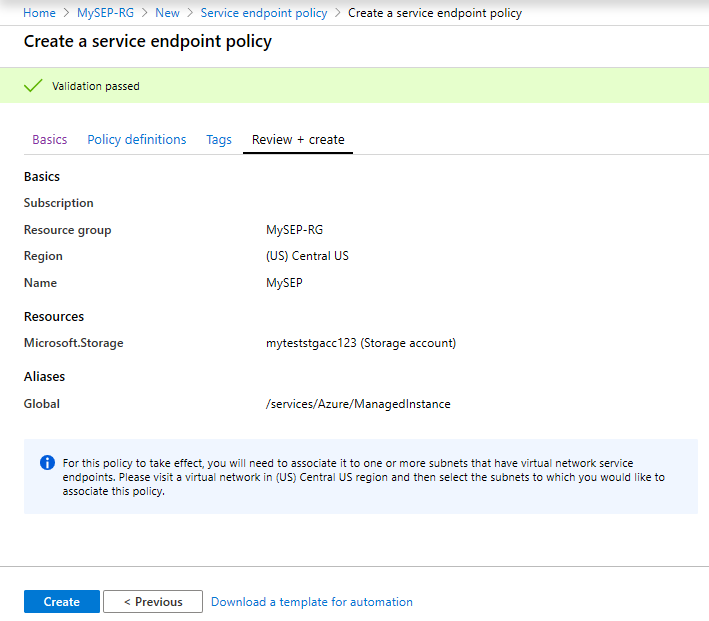 Home > MySEP-RG > New > Service endpoint policy > Create a service endpoint policy
Create a service endpoint policy
Validation passed
Basics Policy definitions Tags Review + create
Basics
Subscription
Resource group MySEP-RG
Region (US) Central US
Name MySEP
Resources
Microsoft.Storage myteststgacc123 (Storage account)
Aliases
Global /services/Azure/ManagedInstance
For this policy to take effect, you will need to associate it to one or more subnets that have virtual network service
endpoints. Please visit a virtual network in (US) Central US region and then select the subnets to which you would like to
associate this policy.
Create < Previous Download a template for automation